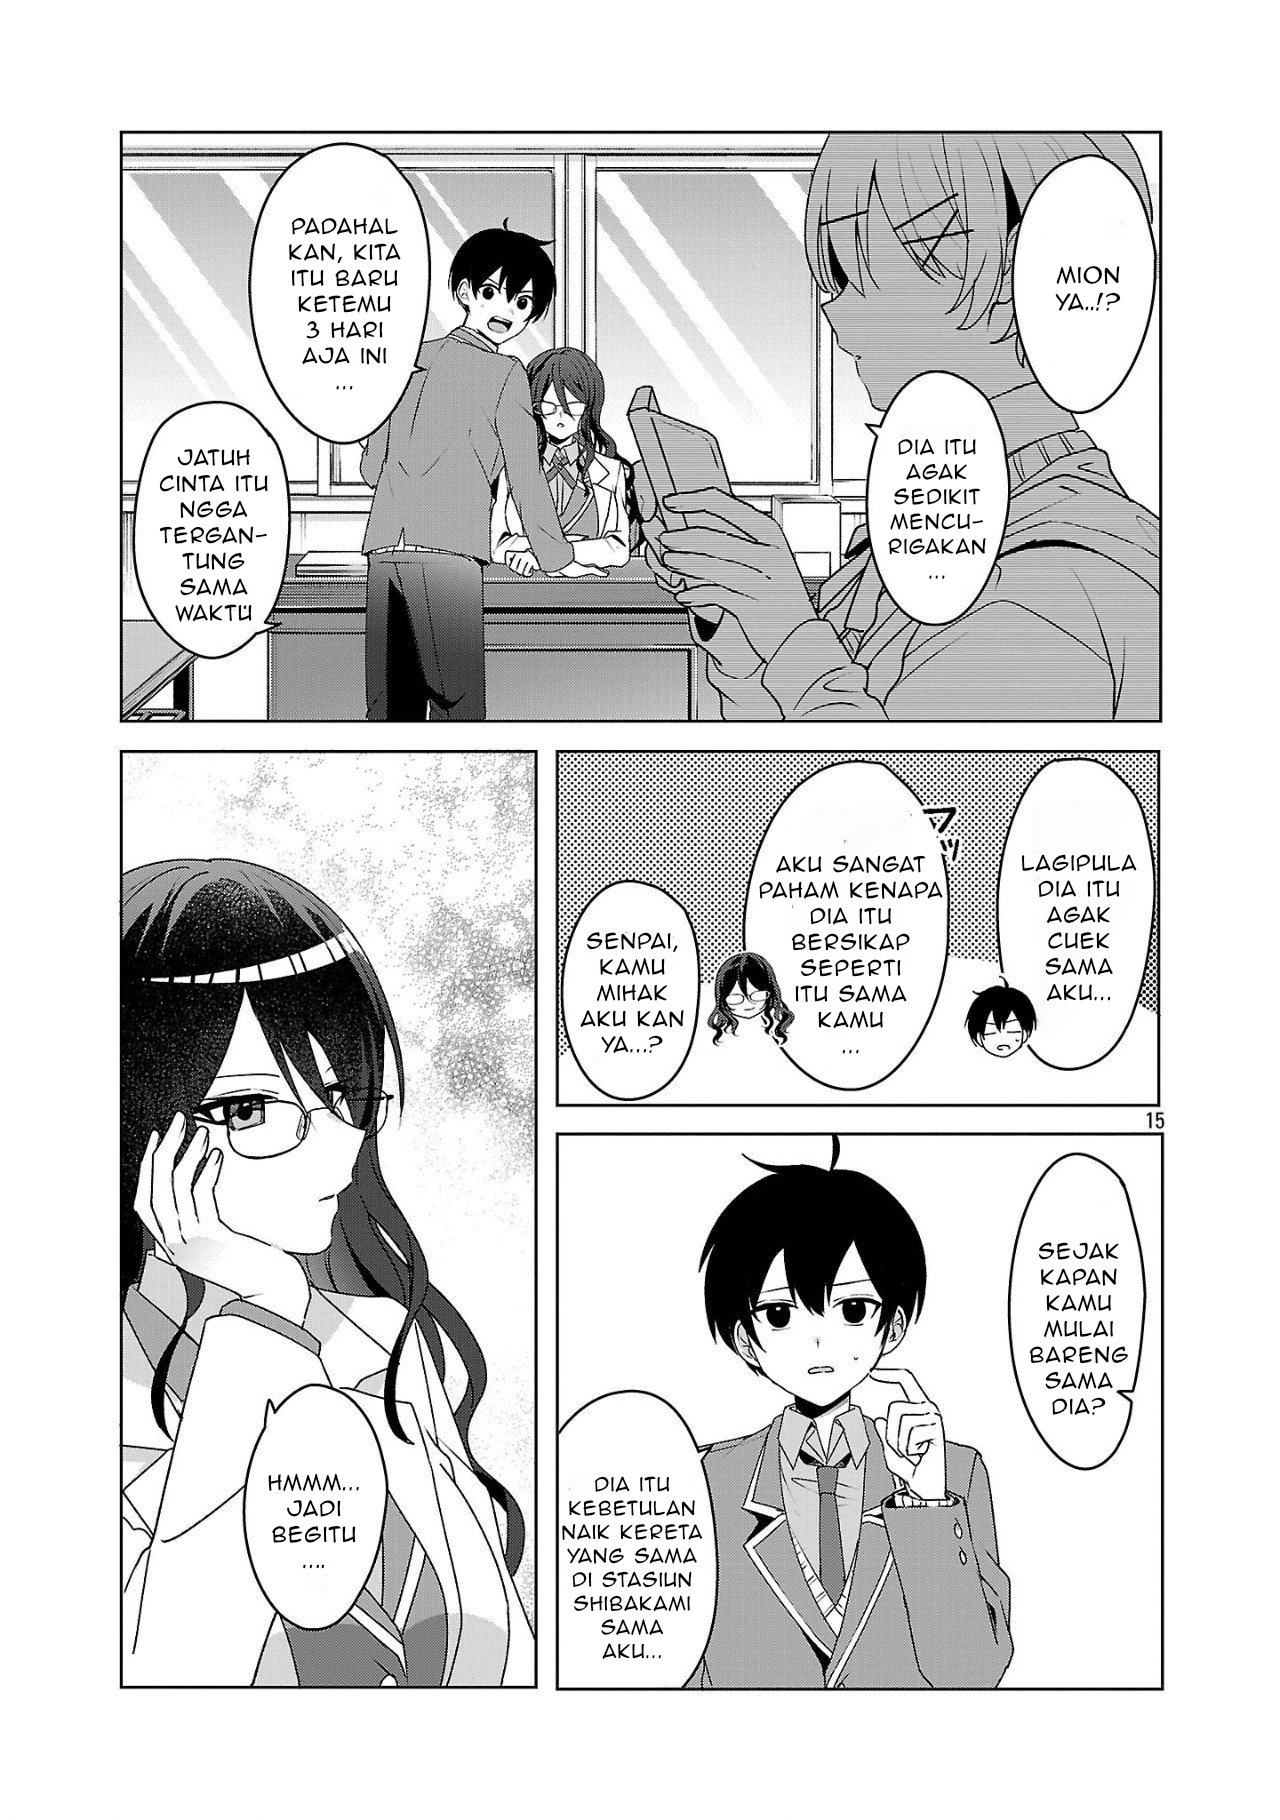 MION
YA..!?
DIA ITU
AGAK
SEDIKIT
MENCU-
RIGAKAN
...
PADAHAL
KAN, KITA
ITU BARU
KETEMU
3 HARI
AJA INI
...
JATUH
CINTA ITU
NGGA
TERGAN-
TUNG
SAMA
WAKTU
LAGIPULA
DIA ITU
AGAK
CUEK
SAMA
AKU...
マッ
AKU SANGAT
PAHAM KENAPA
DIA ITU
BERSIKAP
SEPERTI
ITU SAMA
KAMU
...
SENPAI,
KAMU
MIHAK
AKU KAN
YA...?
15
SEJAK
KAPAN
KAMU
MULAI
BARENG
SAMA
DIA?
DIA ITU
KEBETULAN
NAIK KERETA
YANG SAMA
DI STASIUN
SHIBAKAMI
SAMA
AKU...
HMMM...
JADI
BEGITU
....